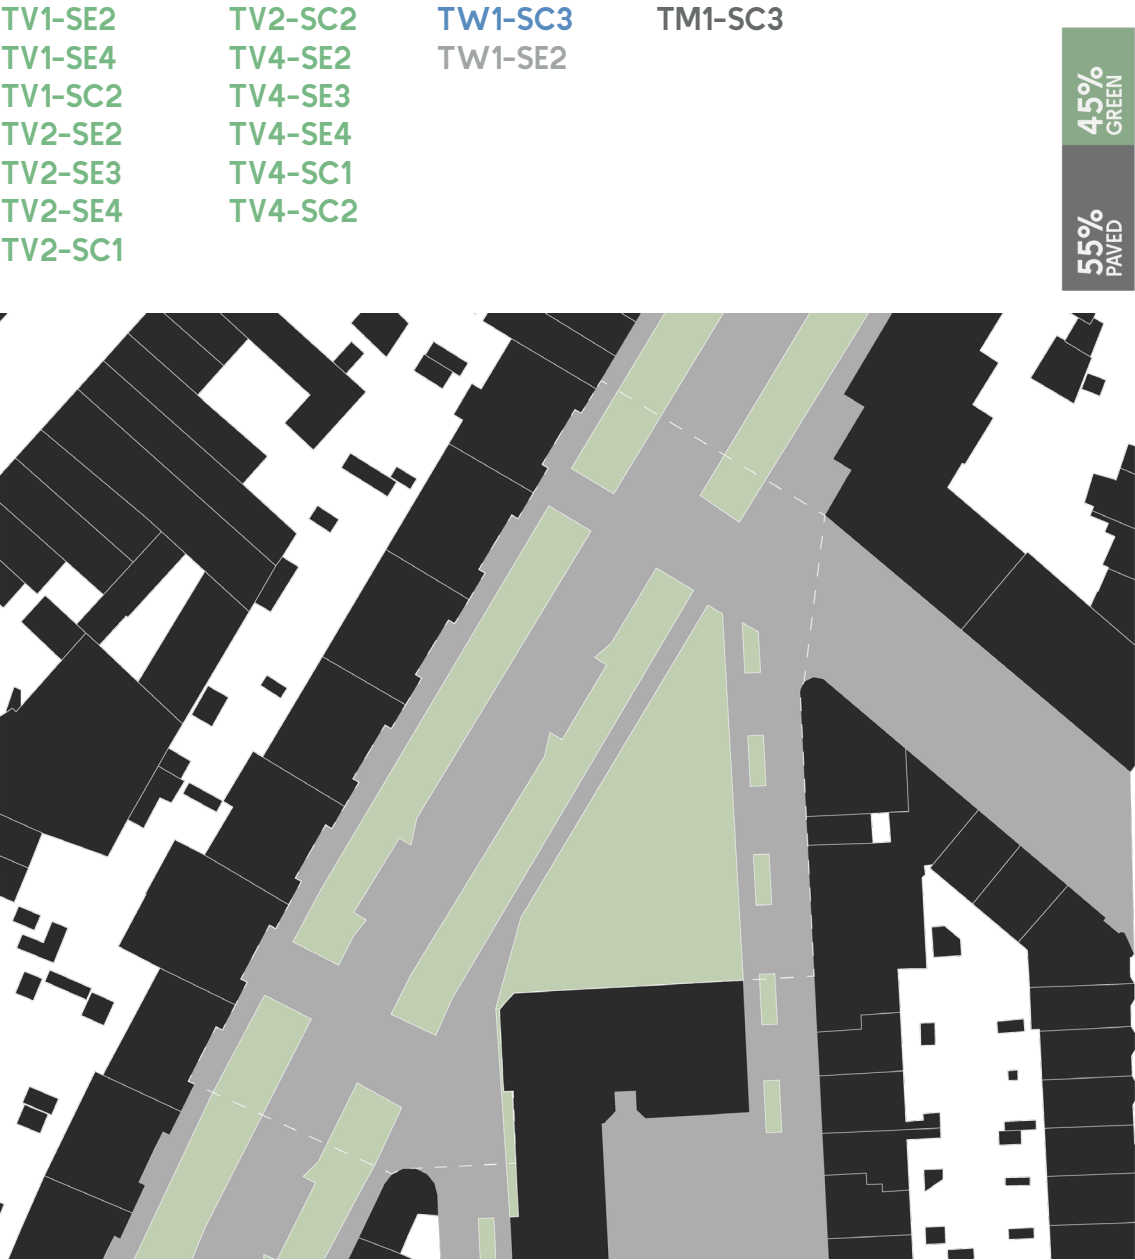 TV1-SE2
TV1-SE4
TV1-SC2
TV2-SE2
TV2-SE3
TV2-SE4
TV2-SC1
TV2-SC2
TV4-SE2
TV4-SE3
TV4-SE4
TV4-SC1
TV4-SC2
TW1-SC3
TW1-SE2
TM1-SC3
45%
GREEN
55%
PAVED